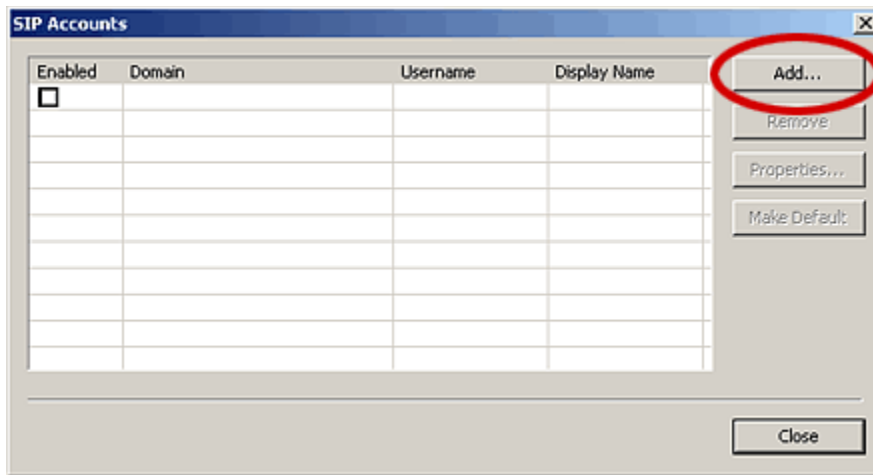 SIP Accounts
Enabled Domain Username Display Name Add...
Remove
Properties...
Make Default
Close